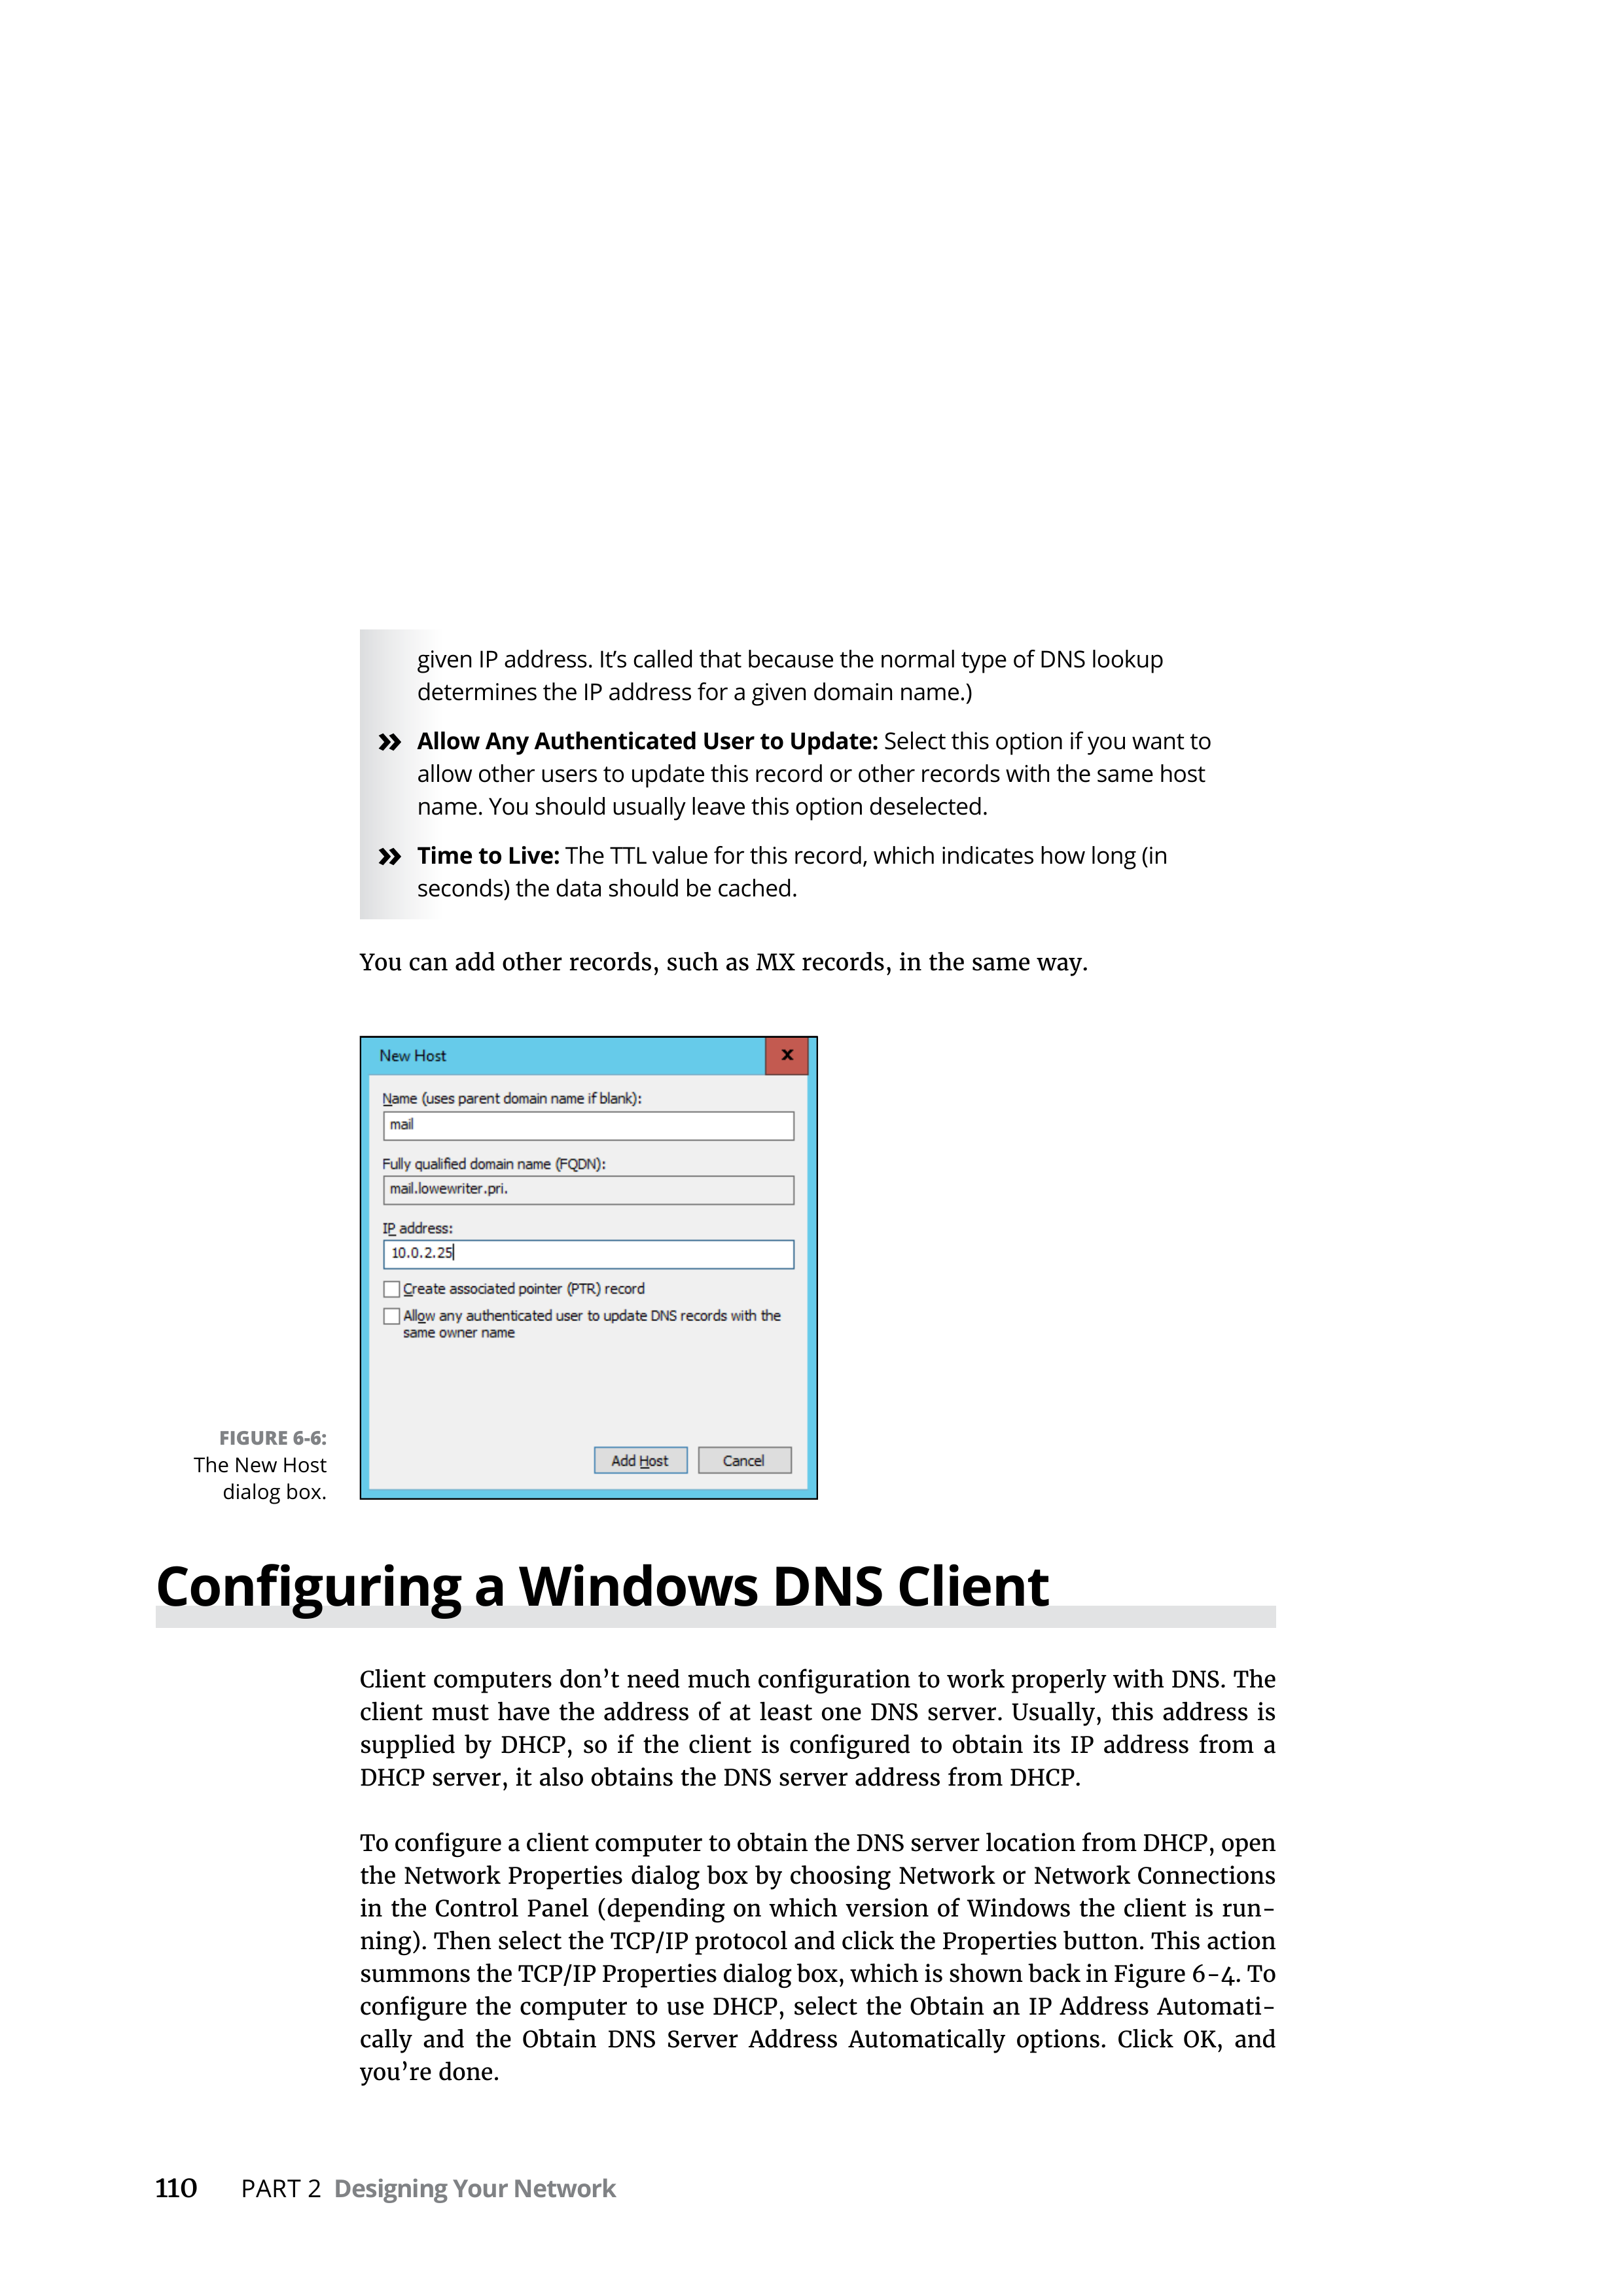 given IP address. It’s called that because the normal type of DNS lookup
determines the IP address for a given domain name.)
» Allow Any Authenticated User to Update: Select this option if you want to
allow other users to update this record or other records with the same host
name. You should usually leave this option deselected.
» Time to Live: The TTL value for this record, which indicates how long (in
seconds) the data should be cached.
You can add other records, such as MX records, in the same way.
New Host
x
Name (uses parent domain name if blank):
mail
Fully qualified domain name (FQDN):
mail.lowewriter.pri.
IP address:
10.0.2.25
Create associated pointer (PTR) record
Allow any authenticated user to update DNS records with the
same owner name
Add Host Cancel
FIGURE 6-6:
The New Host
dialog box.
Configuring a Windows DNS Client
Client computers don’t need much configuration to work properly with DNS. The
client must have the address of at least one DNS server. Usually, this address is
supplied by DHCP, so if the client is configured to obtain its IP address from a
DHCP server, it also obtains the DNS server address from DHCP.
To configure a client computer to obtain the DNS server location from DHCP, open
the Network Properties dialog box by choosing Network or Network Connections
in the Control Panel (depending on which version of Windows the client is run-
ning). Then select the TCP/IP protocol and click the Properties button. This action
summons the TCP/IP Properties dialog box, which is shown back in Figure 6-4. To
configure the computer to use DHCP, select the Obtain an IP Address Automati-
cally and the Obtain DNS Server Address Automatically options. Click OK, and
you’re done.
110 PART 2 Designing Your Network